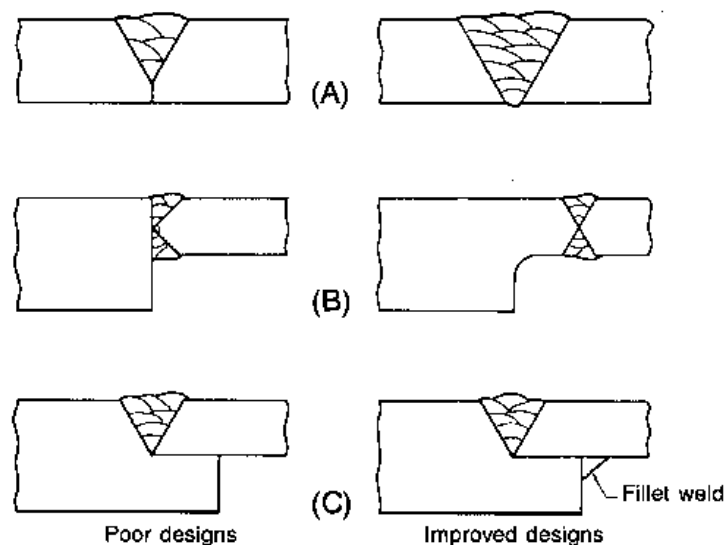 (A)
(B)
(C)
Fillet weld
Poor designs
Improved designs